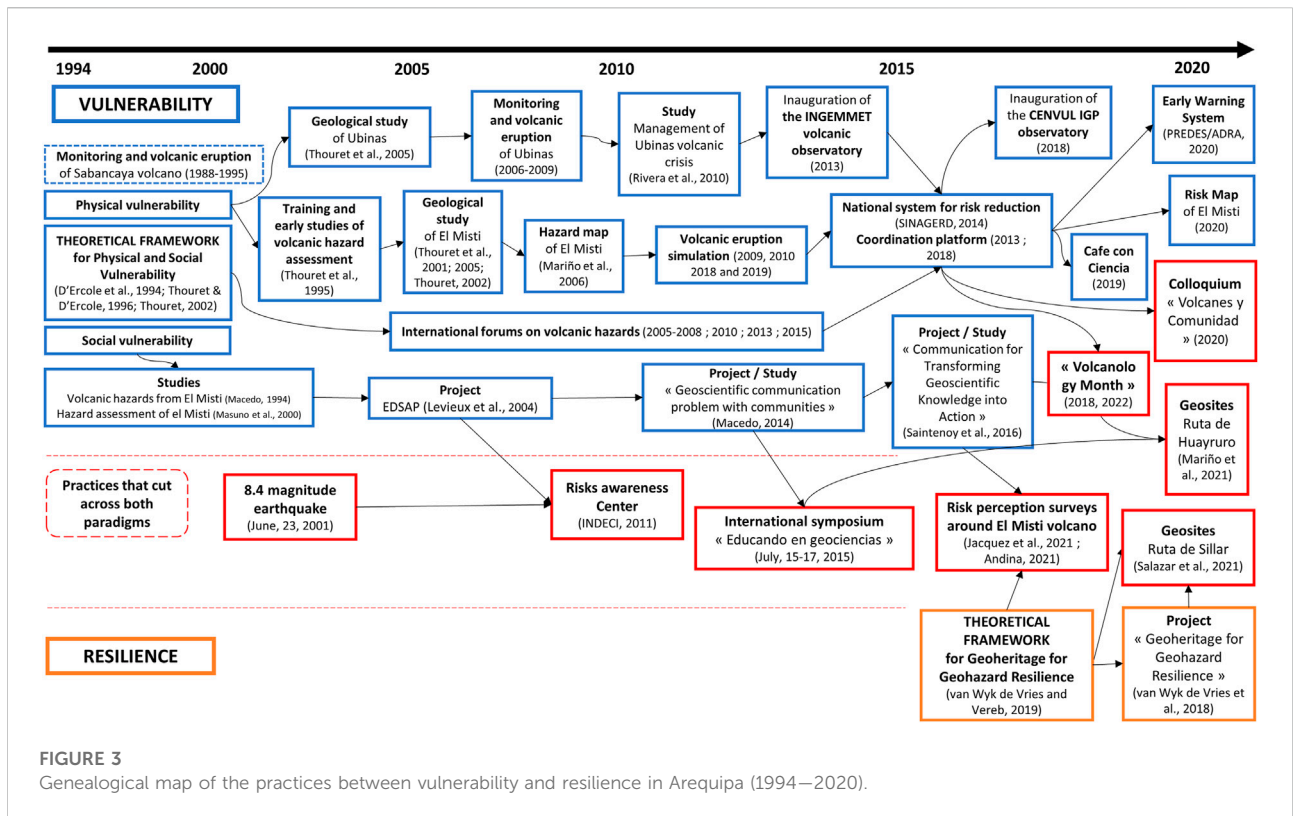 1994 2000 2005 2010 2015 2020
VULNERABILITY
Monitoring and volcanic eruption
of Sabancaya volcano (1988-1995)
Physical vulnerability
THEORETICAL FRAMEWORK
for Physical and Social
Vulnerability
(D'Ercole et al., 1994; Thouret &
D'Ercole, 1996; Thouret, 2002)
Social vulnerability
Geological study
of Ubinas
(Thouret et al., 2005)
Monitoring
and volcanic
eruption
of Ubinas
(2006-2009)
Study
Management of
Ubinas volcanic
crisis
(Rivera et al., 2010)
Inauguration of
the INGEMMET
volcanic
observatory
(2013)
Inauguration of
the CENVUL IGP
observatory
(2018)
Early Warning
System
(PREDES/ADRA,
2020)
Training and
early studies of
volcanic hazard
assessment
(Thouret et al.,
1995)
Geological
study
of El Misti
(Thouret et al.,
2001; 2005;
Thouret, 2002)
Hazard map
of El Misti
(Mariño et al.,
2006)
Volcanic eruption
simulation (2009, 2010
2018 and 2019)
National system for risk reduction
(SINAGERD, 2014)
Coordination platform (2013 ;
2018)
Risk Map
of El Misti
(2020)
Cafe con
Ciencia
(2019)
International forums on volcanic hazards (2005-2008 ; 2010 ; 2013 ; 2015)
Colloquium
« Volcanes y
Comunidad
» (2020)
Studies
Volcanic hazards from El Misti (Macedo, 1994)
Hazard assessment of el Misti (Masuno et al., 2000)
Project
EDSAP (Levieux et al., 2004)
Project / Study
« Geoscientific communication
problem with communities »
(Macedo, 2014)
Project / Study
« Communication for
Transforming
Geoscientific
Knowledge into
Action »
(Saintenoy et al., 2016)
« Volcanolo
gy Month »
(2018, 2022)
Geosites
Ruta de
Huayruro
(Mariño et
al., 2021)
Practices that cut
across both
paradigms
8.4 magnitude
earthquake
(June, 23, 2001)
Risks awareness
Center
(INDECI, 2011)
International symposium
« Educando en geociencias »
(July, 15-17, 2015)
Risk perception surveys
around El Misti volcano
(Jacquez et al., 2021 ;
Andina, 2021)
Geosites
Ruta de Sillar
(Salazar et al., 2021)
RESILIENCE
THEORETICAL
FRAMEWORK
for Geoheritage for
Geohazard Resilience
(van Wyk de Vries and
Vereb, 2019)
Project
« Geoheritage for
Geohazard
Resilience »
(van Wyk de Vries et
al., 2018)
FIGURE 3
Genealogical map of the practices between vulnerability and resilience in Arequipa (1994—2020).